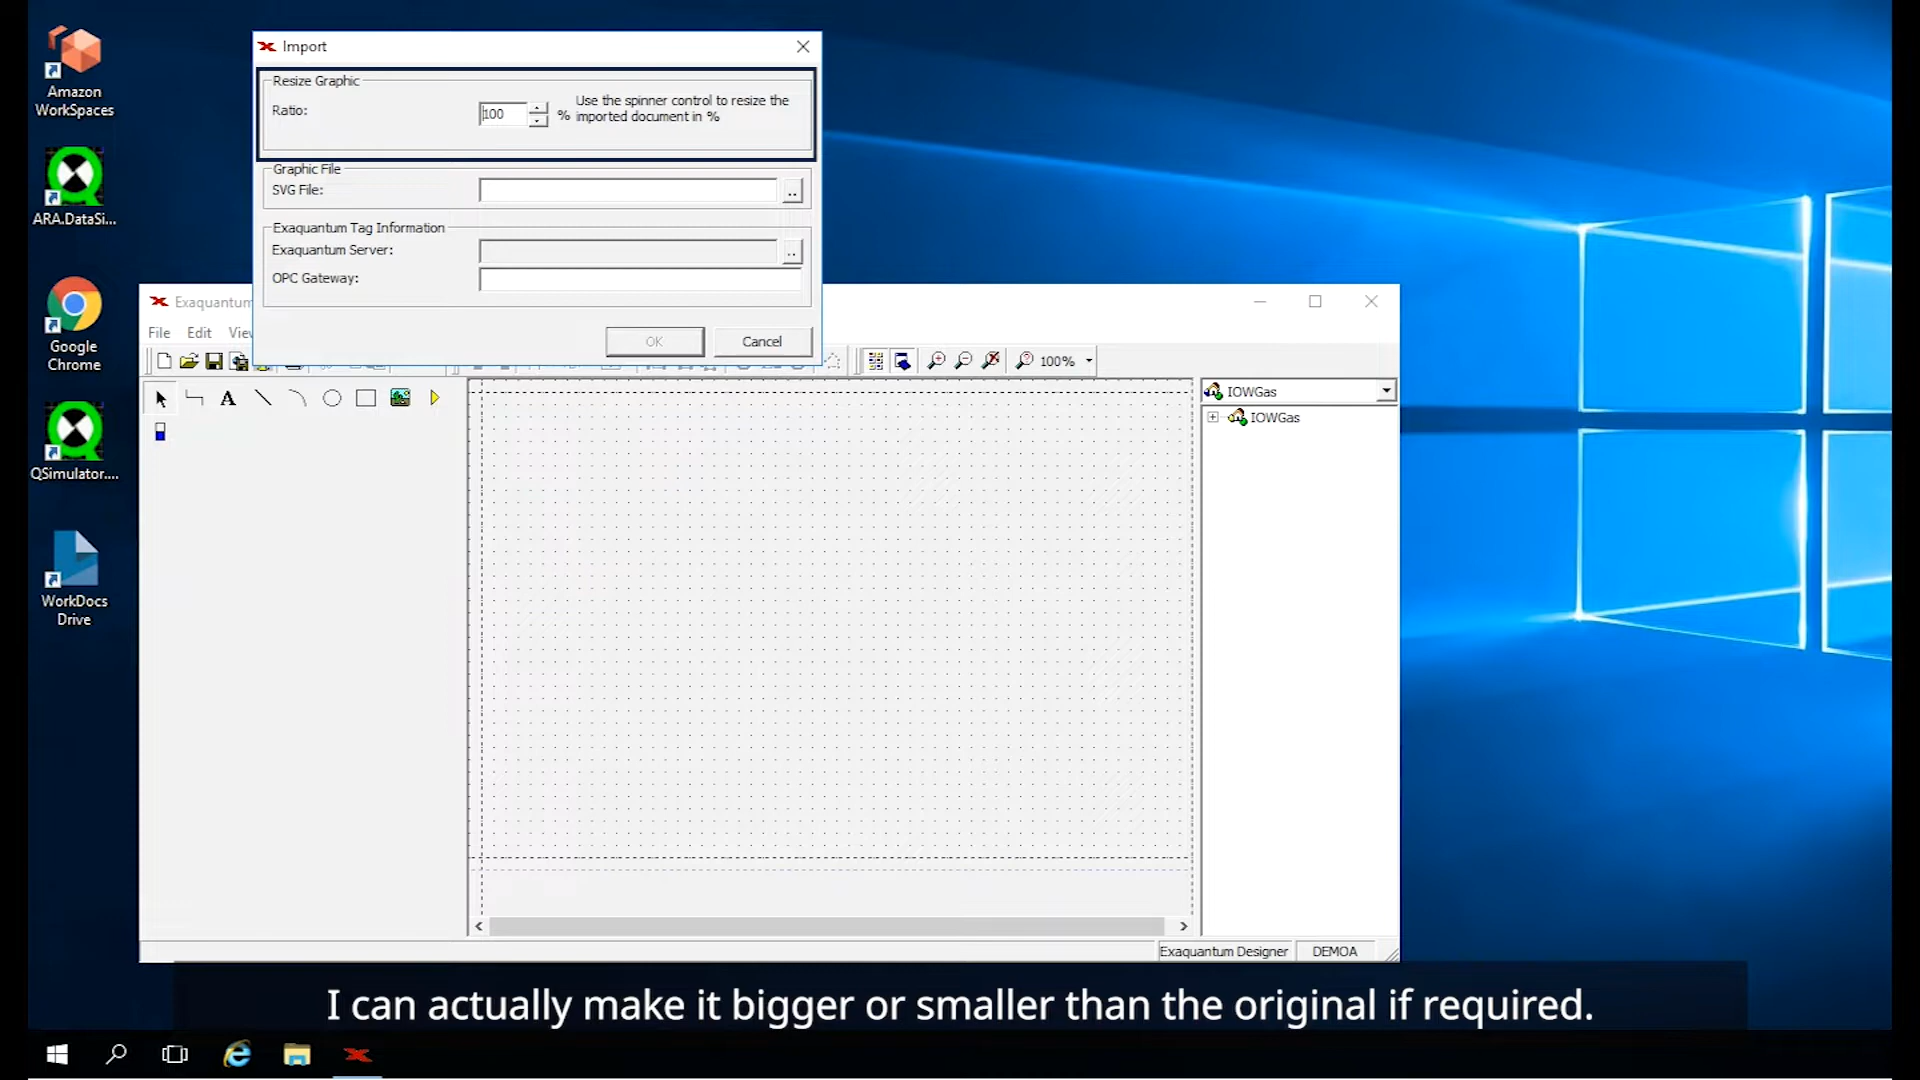 Amazon
WorkSpaces
ARA.DataSi...
Google
Chrome
QSimulator....
WorkDocs
Drive
Import
Resize Graphic
Ratio:
100
%
Use the spinner control to resize the
imported document in %
Graphic File
SVG File:
..
Exaquantum Tag Information
Exaquantum Server:
..
OPC Gateway:
OK
Cancel
Exaquantum
File
Edit
View
100%
A
IOWGas
IOWGas
Exaquantum Designer
DEMOA
I can actually make it bigger or smaller than the original if required.